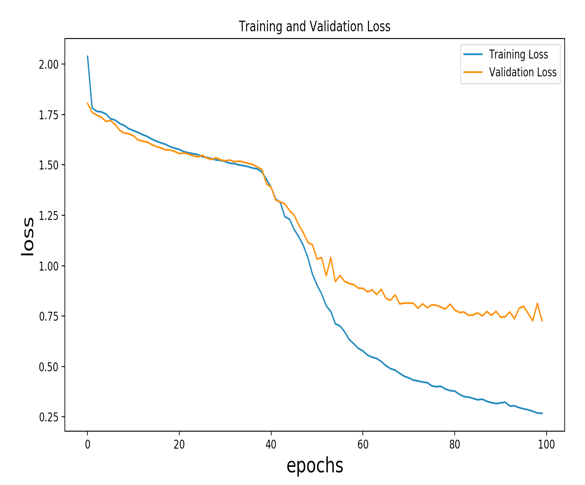 Training and Validation Loss
Training Loss
Validation Loss
2.00
1.75
1.50
1.25
1.00
0.75
0.50
0.25
loss
0 20 40 60 80 100
epochs